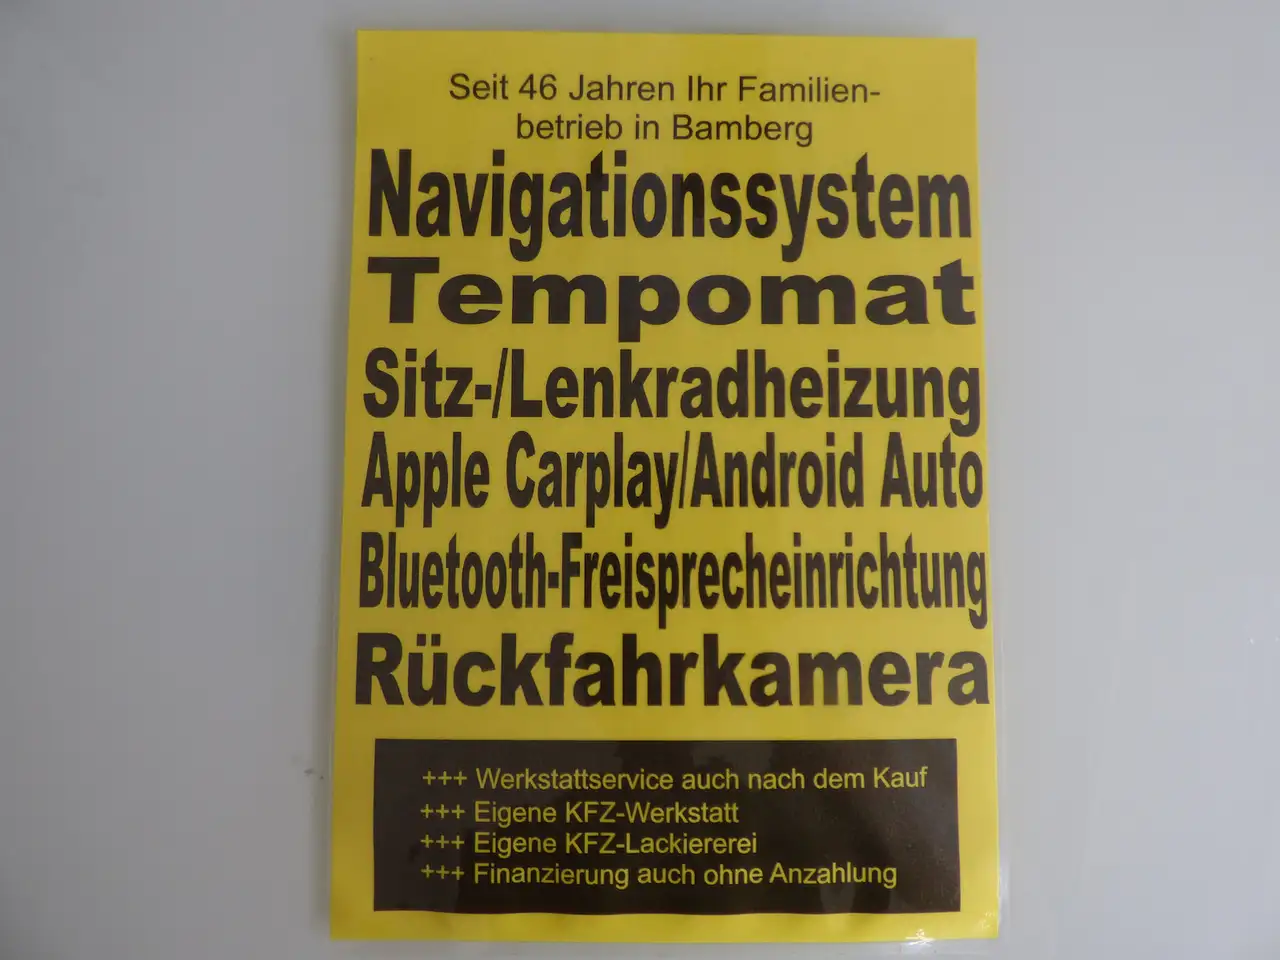 Seit 46 Jahren Ihr Familien-
betrieb in Bamberg
Navigationssystem
Tempomat
Sitz-/Lenkradheizung
Apple Carplay/Android Auto
Bluetooth-Freisprecheinrichtung
Rückfahrkamera
+++ Werkstattservice auch nach dem Kauf
+++ Eigene KFZ-Werkstatt
+++ Eigene KFZ-Lackiererei
+++ Finanzierung auch ohne Anzahlung